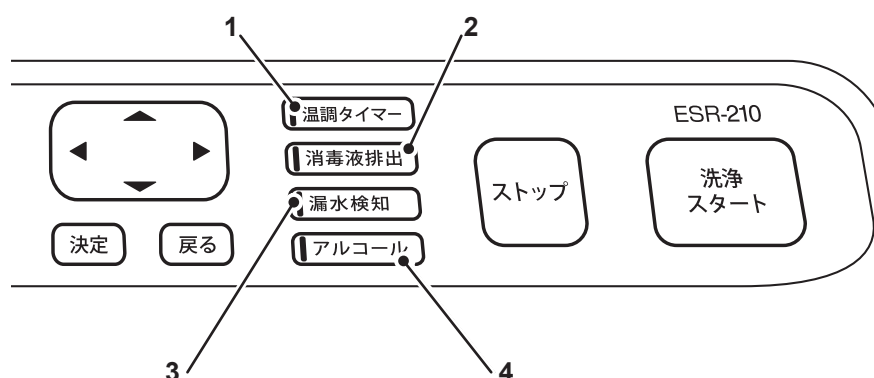 1
2
温調タイマー
消毒液排出
漏水検知
アルコール
決定
戻る
ストップ
ESR-210
洗浄
スタート
3
4